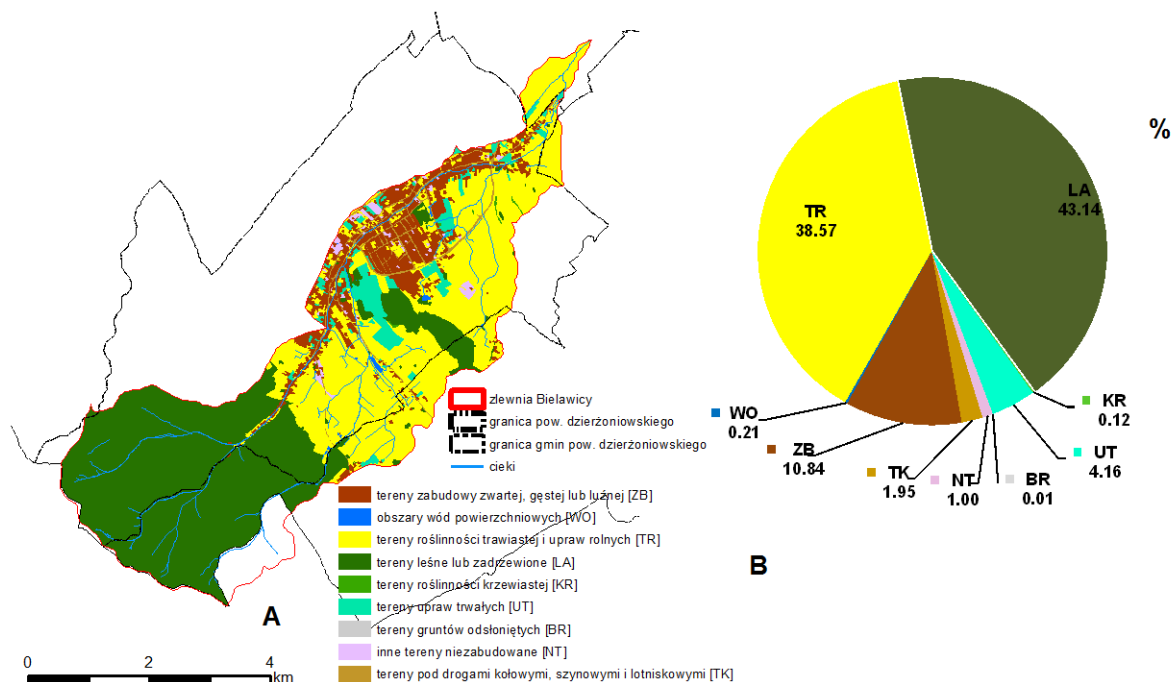 zlewnia Bielawicy
granica pow. dzierżoniowskiego
granica gmin pow. dzierżoniowskiego
cieki
tereny zabudowy zwartej, gęstej lub luźnej [ZB]
obszary wód powierzchniowych [WO]
tereny roślinności trawiastej i upraw rolnych [TR]
tereny leśne lub zadrzewione [LA]
tereny roślinności krzewiastej [KR]
tereny upraw trwałych [UT]
tereny gruntów odsłoniętych [BR]
inne tereny niezabudowane [NT]
tereny pod drogami kołowymi, szynowymi i lotniskowymi [TK]
A
0 2 4
km
%
LA
43.14
TR
38.57
KR
0.12
WO
0.21
UT
4.16
ZB
10.84
TK
1.95
NT
1.00
BR
0.01
B